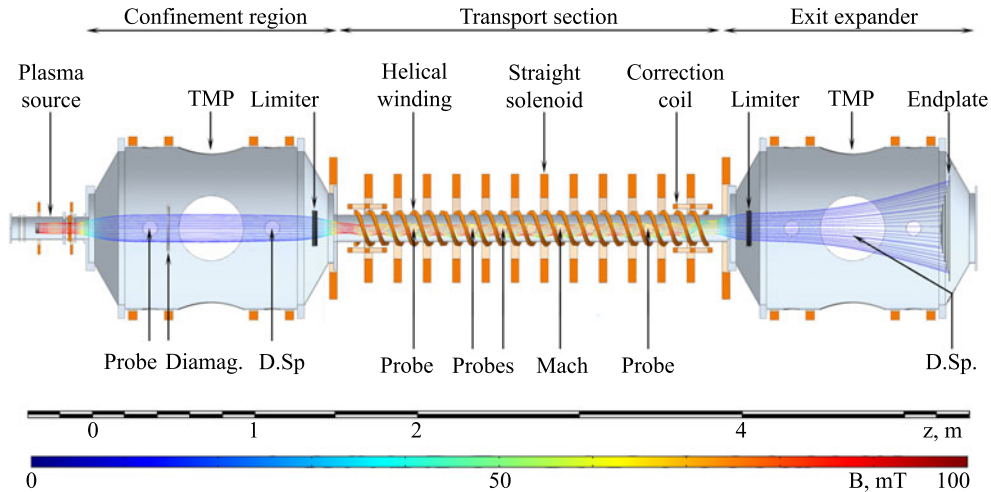 Confinement region
Transport section
Exit expander
Plasma
source
TMP
Limiter
Helical
winding
Straight
solenoid
Correction
coil
Limiter
TMP
Endplate
Probe
Diamag.
D.Sp
Probe
Probes
Mach
Probe
D.Sp.
0 1 2 4 z, m
0 50 B, mT 100